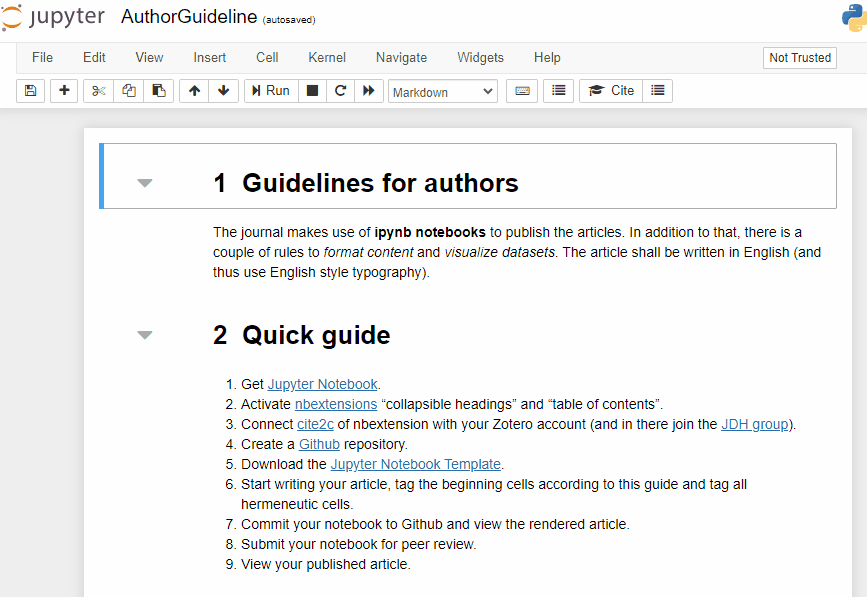 jupyter AuthorGuideline (autosaved)
File Edit View Insert Cell Kernel Navigate Widgets Help Not Trusted
Run Markdown Cite
1 Guidelines for authors
The journal makes use of ipynb notebooks to publish the articles. In addition to that, there is a
couple of rules to format content and visualize datasets. The article shall be written in English (and
thus use English style typography).
2 Quick guide
1. Get Jupyter Notebook.
2. Activate nbextensions “collapsible headings” and “table of contents”.
3. Connect cite2c of nbextension with your Zotero account (and in there join the JDH group).
4. Create a Github repository.
5. Download the Jupyter Notebook Template.
6. Start writing your article, tag the beginning cells according to this guide and tag all
hermeneutic cells.
7. Commit your notebook to Github and view the rendered article.
8. Submit your notebook for peer review.
9. View your published article.